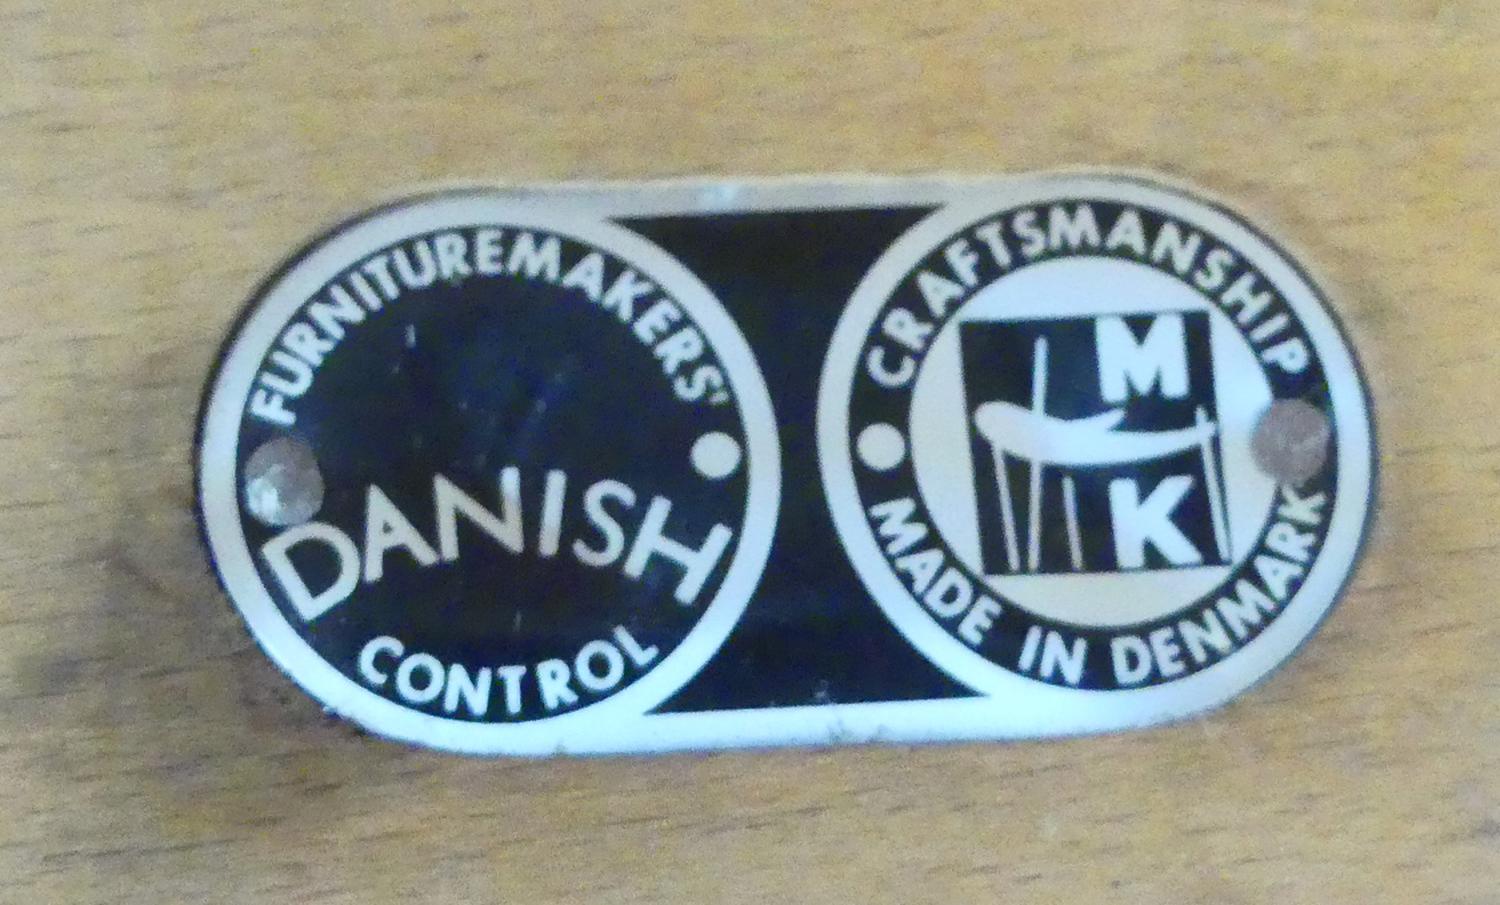 FURNITUREMAKERS'
DANISH
CONTROL
CRAFTSMANSHIP
M
K
MADE IN DENMARK